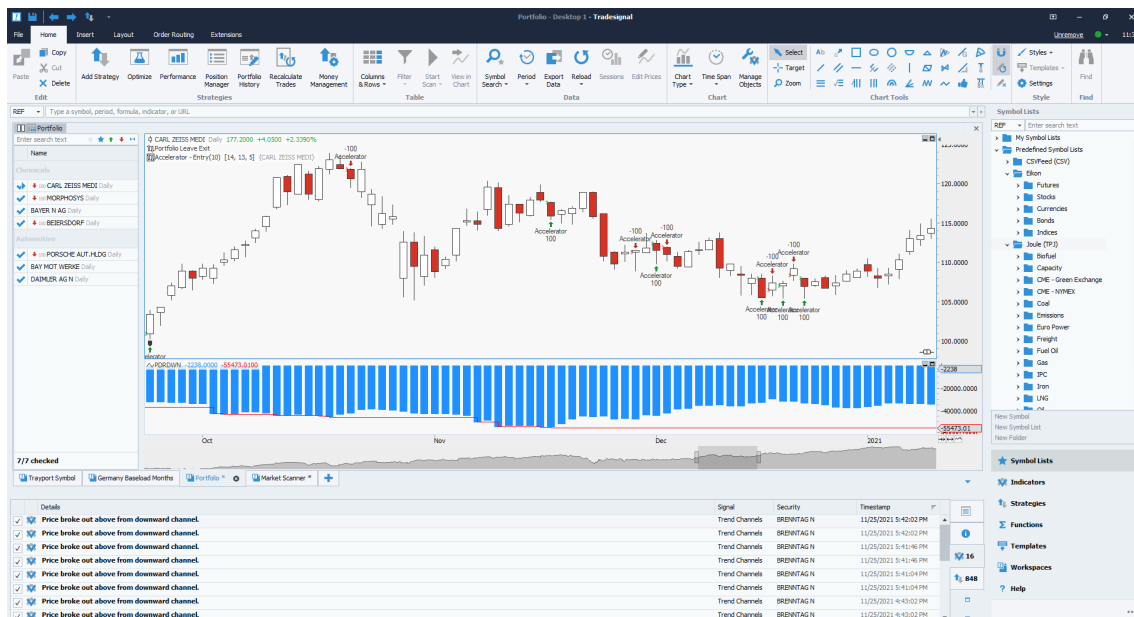 Portfolio - Desktop 1 - Tradesignal
File Home Insert Layout Order Routing Extensions
Unremove
Paste Copy Cut Delete
Add Strategy Optimize Performance Position Manager Portfolio History Recalculate Trades Money Management
Columns & Rows Filter Start Scan View in Chart
Symbol Search Period Export Data Reload Sessions Edit Prices
Chart Type Time Span Manage Objects
Select Target Zoom
Styles Templates Settings
Find
Edit Strategies Table Data Chart Chart Tools Style Find
REF Type a symbol, period, formula, indicator, or URL
Portfolio
Enter search text
Name
Chemicals
CARL ZEISS MEDI Daily
MORPHOSYS Daily
BAYER N AG Daily
BEIERSDORF Daily
Automotive
PORSCHE AUT.HLDG Daily
BAY MOT WERKE Daily
DAIMLER AG N Daily
7/7 checked
CARL ZEISS MEDI Daily 177.2000 +4.0500 +2.3390%
Portfolio Leave Exit
Accelerator - Entry(10) [14, 13, 5] (CARL ZEISS MEDI)
-100
Accelerator
Accelerator
100
-100
Accelerator
-100
Accelerator
Accelerator
100
-100
Accelerator
-100
Accelerator
100
100
Accelerator
100
120.0000
115.0000
110.0000
105.0000
100.0000
PDRDWN -2238.0000 -55473.0100
-2238
-20000.0000
-40000.0000
-55473.01
Oct Nov Dec 2021
Trayport Symbol Germany Baseload Months Portfolio * Market Scanner *
Symbol Lists
REF Enter search text
My Symbol Lists
Predefined Symbol Lists
CSVFeed (CSV)
Eikon
Futures
Stocks
Currencies
Bonds
Indices
Joule (TPJ)
Biofuel
Capacity
CME - Green Exchange
CME - NYMEX
Coal
Emissions
Euro Power
Freight
Fuel Oil
Gas
IPC
Iron
LNG
New Symbol
New Symbol List
New Folder
Symbol Lists
Indicators
Strategies
Functions
Templates
Workspaces
Help
Details Signal Security Timestamp
Price broke out above from downward channel. Trend Channels BRENNTAG N 11/25/2021 5:42:02 PM
Price broke out above from downward channel. Trend Channels BRENNTAG N 11/25/2021 5:42:02 PM
Price broke out above from downward channel. Trend Channels BRENNTAG N 11/25/2021 5:41:46 PM
Price broke out above from downward channel. Trend Channels BRENNTAG N 11/25/2021 5:41:46 PM
Price broke out above from downward channel. Trend Channels BRENNTAG N 11/25/2021 5:41:04 PM
Price broke out above from downward channel. Trend Channels BRENNTAG N 11/25/2021 5:41:04 PM
Price broke out above from downward channel. Trend Channels BRENNTAG N 11/25/2021 4:43:02 PM
Price broke out above from downward channel. Trend Channels BRENNTAG N 11/25/2021 4:43:02 PM
16
848